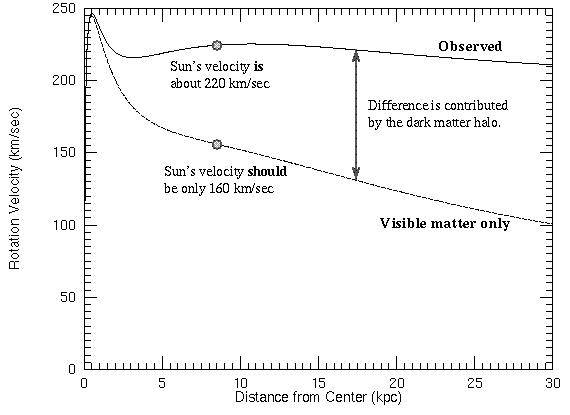 250
200
150
100
50
0
Rotation Velocity (km/sec)
Observed
Sun's velocity is
about 220 km/sec
Difference is contributed
by the dark matter halo.
Sun's velocity should
be only 160 km/sec
Visible matter only
0 5 10 15 20 25 30
Distance from Center (kpc)